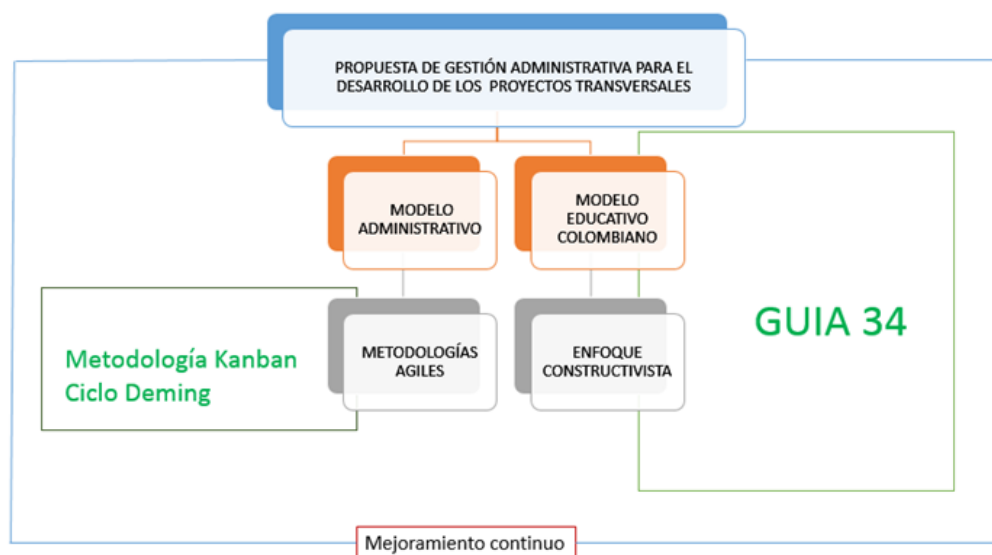 PROPUESTA DE GESTIÓN ADMINISTRATIVA PARA EL
DESARROLLO DE LOS PROYECTOS TRANSVERSALES
MODELO
ADMINISTRATIVO
MODELO
EDUCATIVO
COLOMBIANO
Metodología Kanban
Ciclo Deming
METODOLOGÍAS
AGILES
ENFOQUE
CONSTRUCTIVISTA
GUIA 34
Mejoramiento continuo